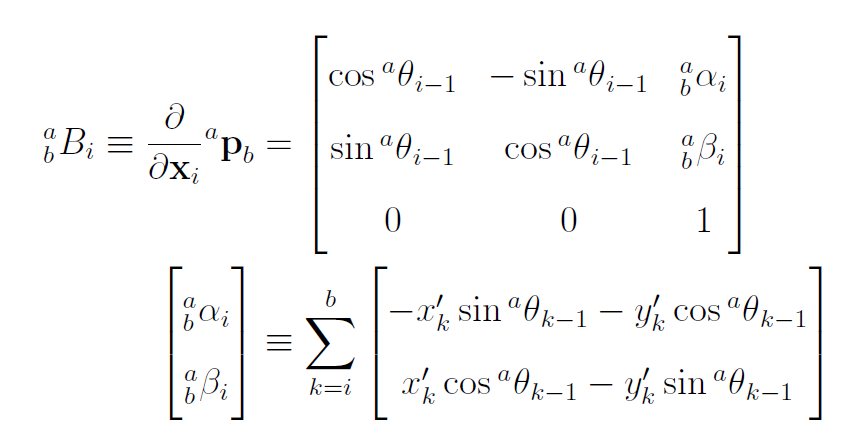 $${}^{a}_{b}B_i \equiv \frac{\partial}{\partial \mathbf{x}_i} {}^{a}\mathbf{p}_b = \begin{bmatrix} \cos {}^{a}\theta_{i-1} & -\sin {}^{a}\theta_{i-1} & {}^{a}_{b}\alpha_i \\ \sin {}^{a}\theta_{i-1} & \cos {}^{a}\theta_{i-1} & {}^{a}_{b}\beta_i \\ 0 & 0 & 1 \end{bmatrix}$$
$$\begin{bmatrix} {}^{a}_{b}\alpha_i \\ {}^{a}_{b}\beta_i \end{bmatrix} \equiv \sum_{k=i}^{b} \begin{bmatrix} -x'_k \sin {}^{a}\theta_{k-1} - y'_k \cos {}^{a}\theta_{k-1} \\ x'_k \cos {}^{a}\theta_{k-1} - y'_k \sin {}^{a}\theta_{k-1} \end{bmatrix}$$